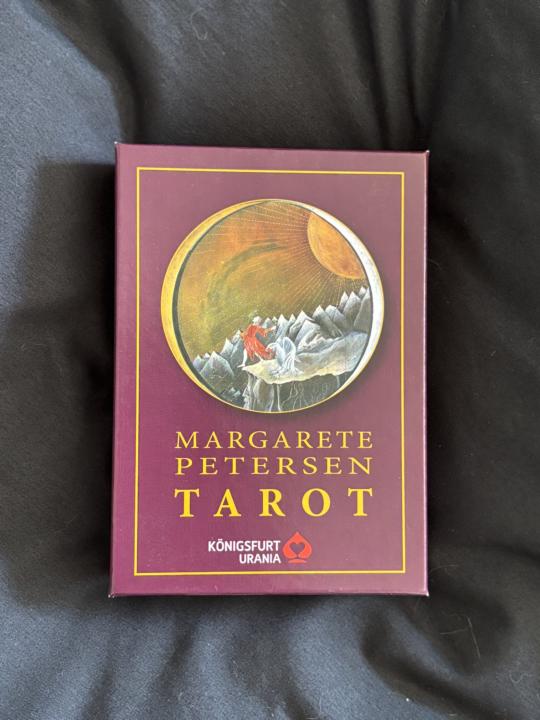 MARGARETE
PETERSEN
TAROT
KÖNIGSFURT
URANIA